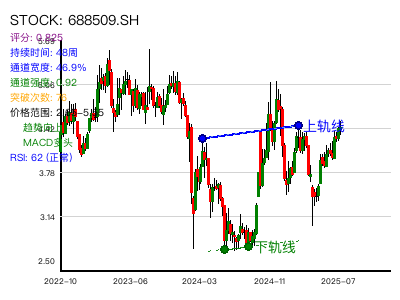 STOCK: 688509.SH
评分: 0.825
持续时间: 48周
通道宽度: 46.9%
通道强度: 0.92
价格范围:
趋势向
MACD多头
RSI: 62 (正常)
上轨线
下轨线
3.78
3.14
2.50
2022-10
2023-06
2024-03
2024-11
2025-07